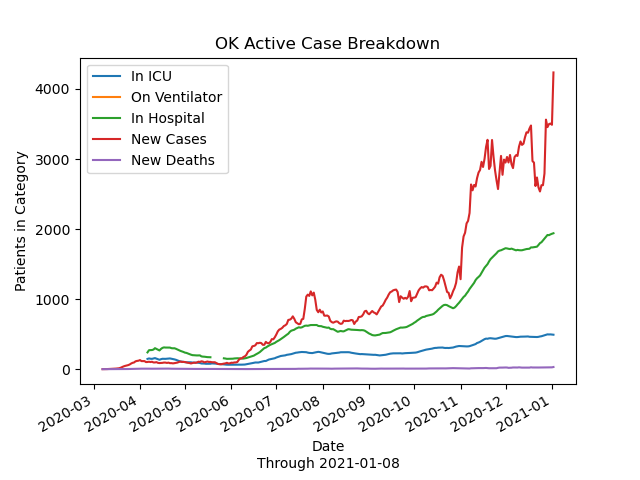 OK Active Case Breakdown
In ICU
On Ventilator
In Hospital
New Cases
New Deaths
Patients in Category
4000
3000
2000
1000
0
2020-03
2020-04
2020-05
2020-06
2020-07
2020-08
2020-09
2020-10
2020-11
2020-12
2021-01
Date
Through 2021-01-08